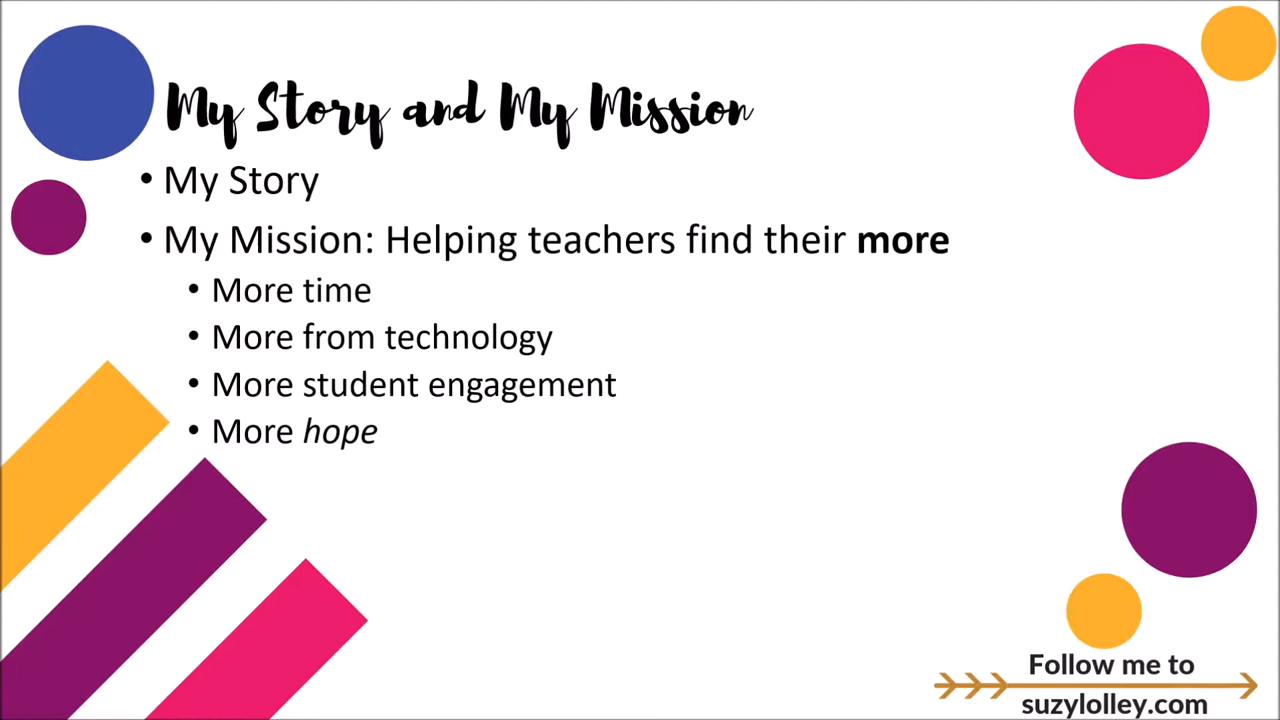 My Story and My Mission
• My Story
• My Mission: Helping teachers find their more
• More time
• More from technology
• More student engagement
• More hope
Follow me to
suzylolley.com